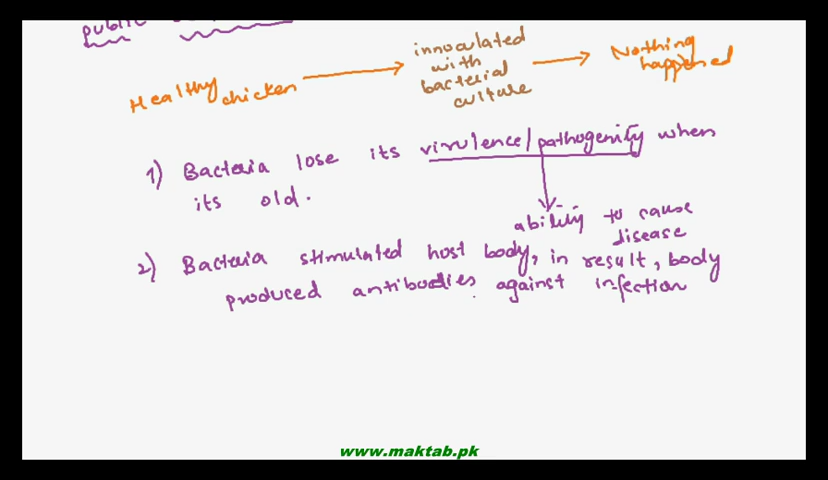 public
innoculated
with
bacterial
culture
Nothing
happened
Healthy
chicken
1) Bacteria lose its virulence/pathogenity when
its old.
ability to cause
disease
2) Bacteria stimulated host body, in result, body
produced antibodies against infection
www.maktab.pk